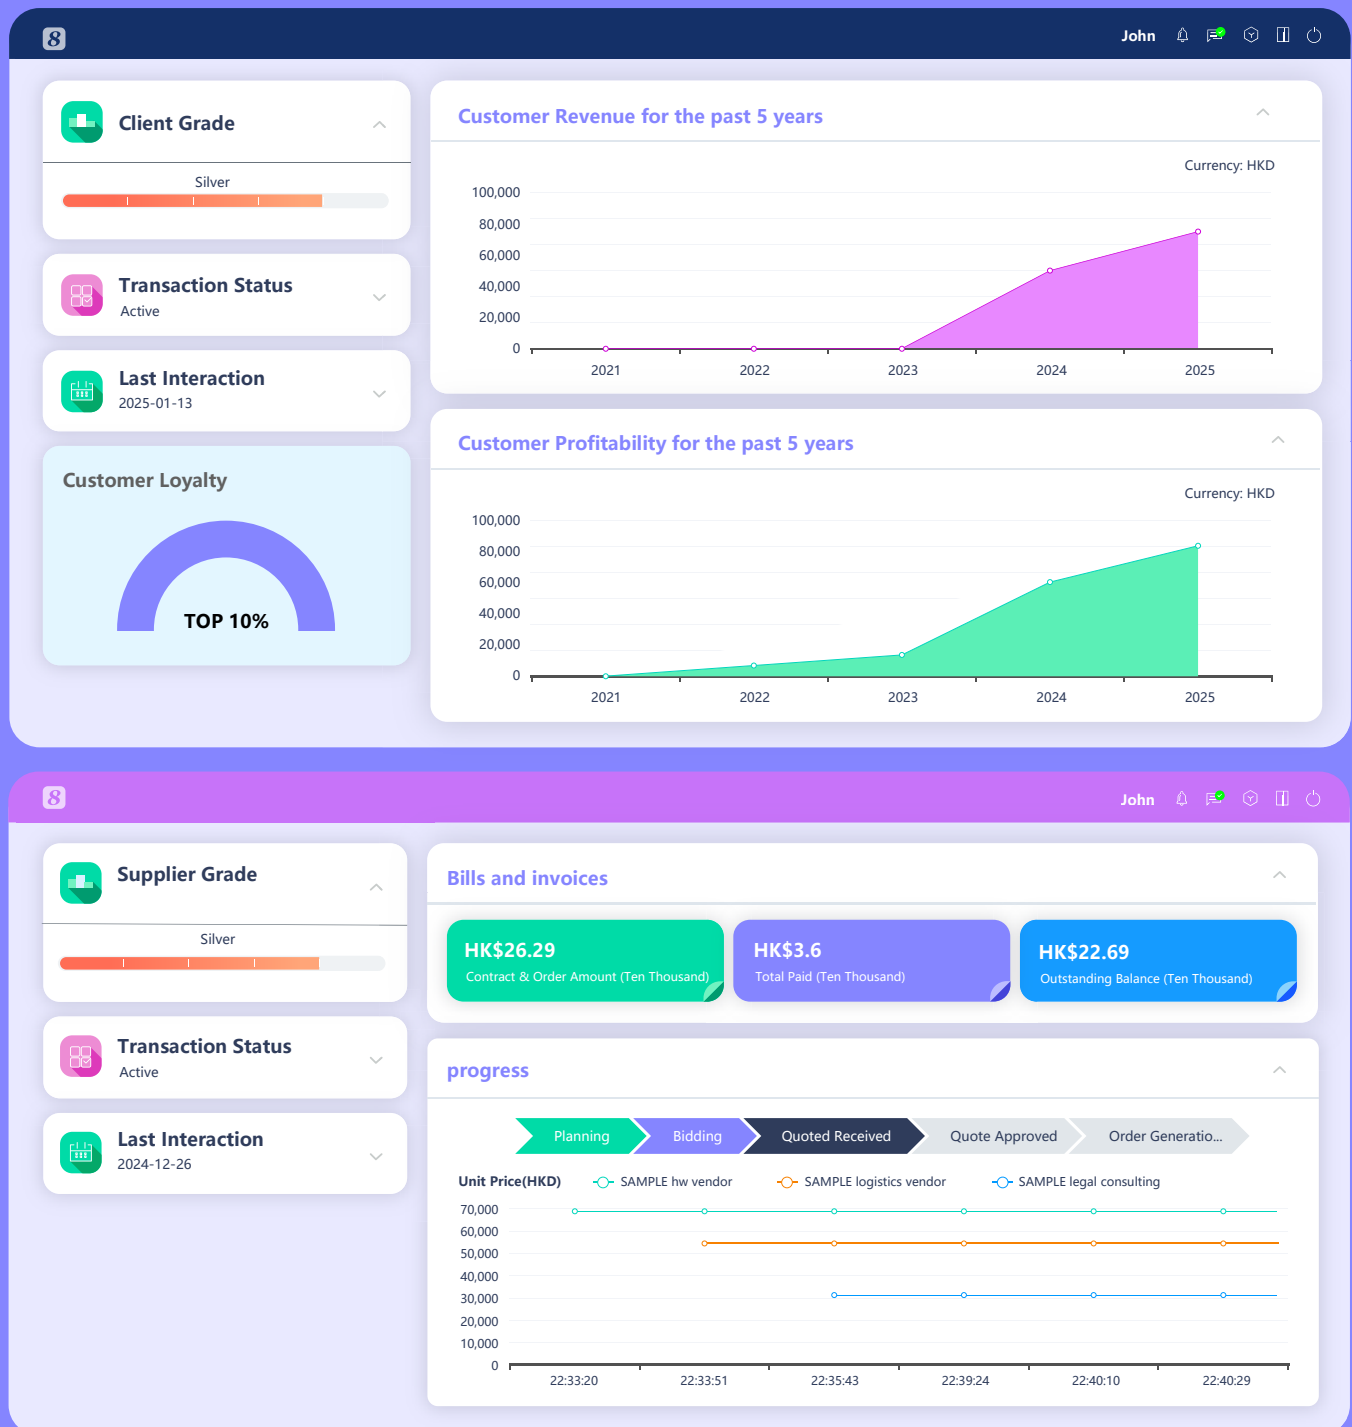 8
John
Client Grade
Silver
Transaction Status
Active
Last Interaction
2025-01-13
Customer Loyalty
TOP 10%
Customer Revenue for the past 5 years
Currency: HKD
100,000
80,000
60,000
40,000
20,000
0
2021 2022 2023 2024 2025
Customer Profitability for the past 5 years
Currency: HKD
100,000
80,000
60,000
40,000
20,000
0
2021 2022 2023 2024 2025
8
John
Supplier Grade
Silver
Transaction Status
Active
Last Interaction
2024-12-26
Bills and invoices
HK$26.29
Contract & Order Amount (Ten Thousand)
HK$3.6
Total Paid (Ten Thousand)
HK$22.69
Outstanding Balance (Ten Thousand)
progress
Planning Bidding Quoted Received Quote Approved Order Generatio...
Unit Price(HKD) SAMPLE hw vendor SAMPLE logistics vendor SAMPLE legal consulting
70,000
60,000
50,000
40,000
30,000
20,000
10,000
0
22:33:20 22:33:51 22:35:43 22:39:24 22:40:10 22:40:29